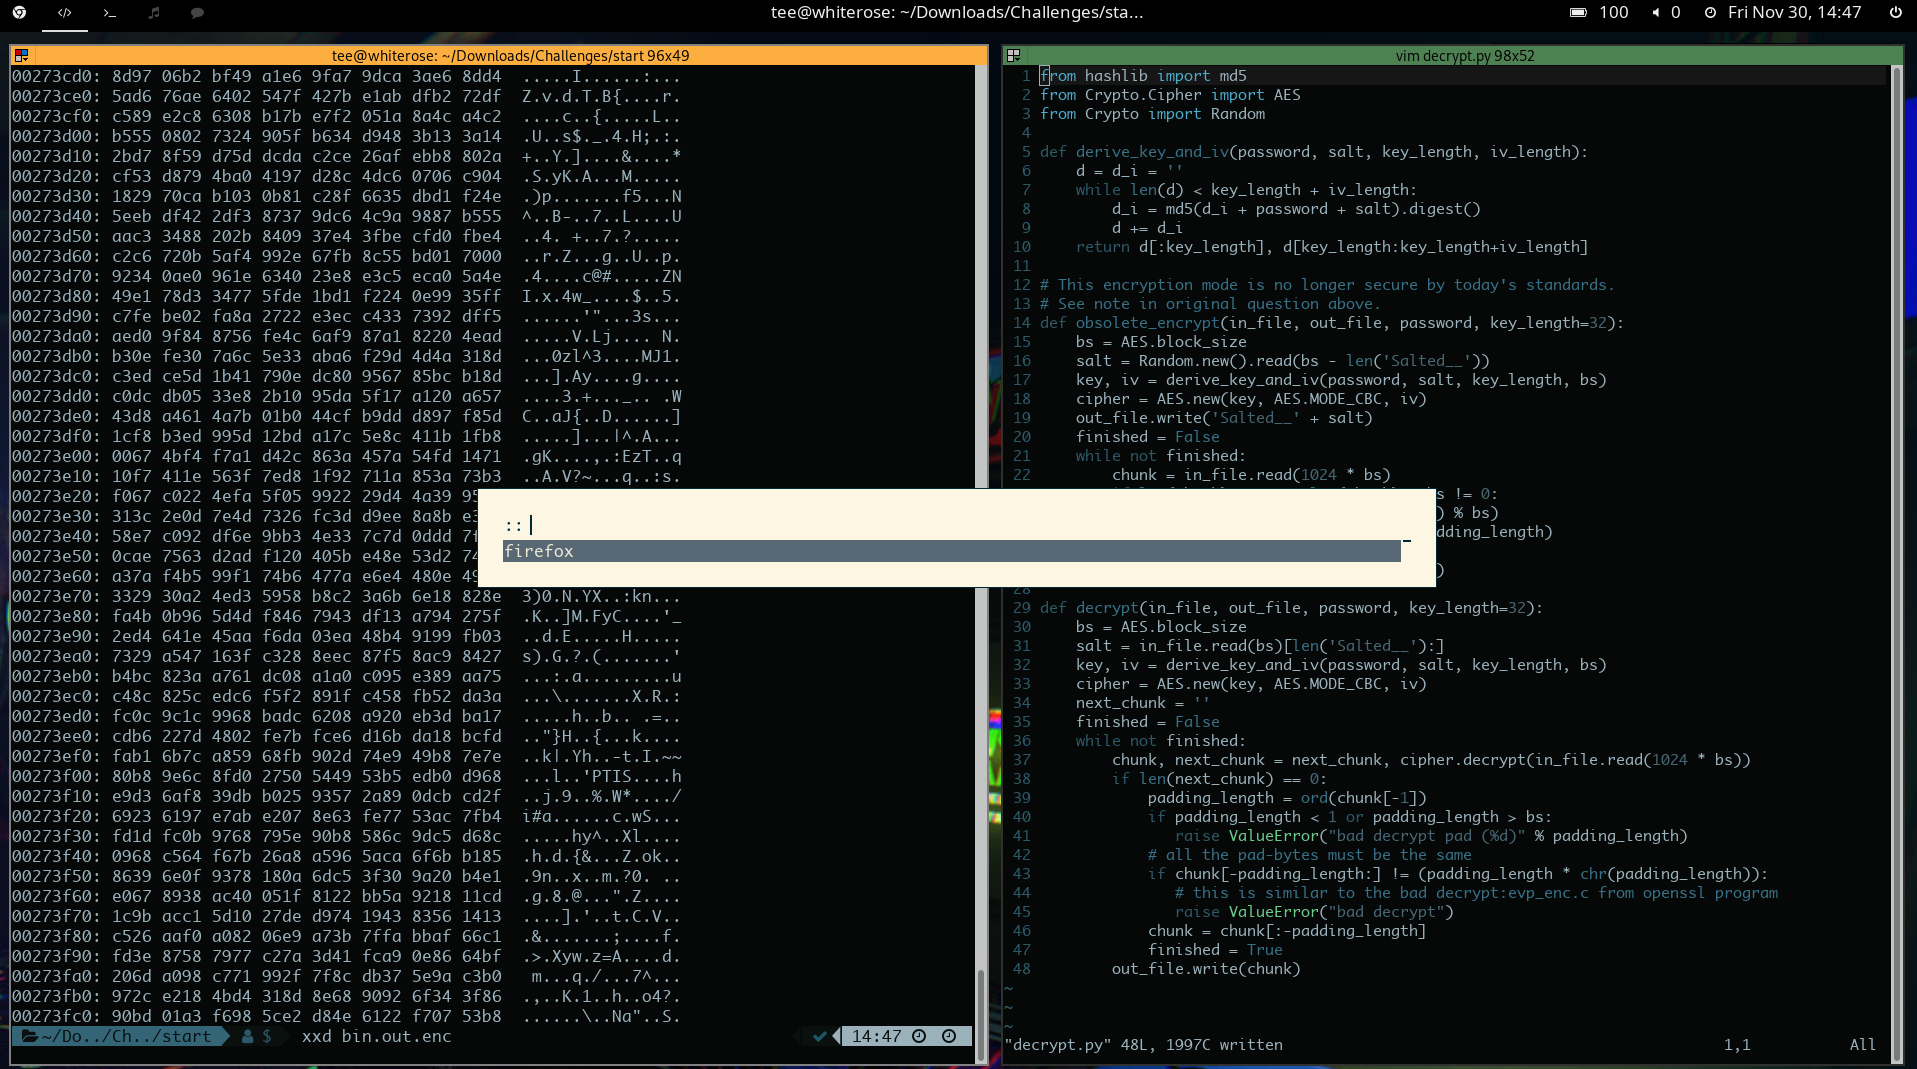 tee@whiterose: ~/Downloads/Challenges/sta...
100
0
Fri Nov 30, 14:47
tee@whiterose: ~/Downloads/Challenges/start 96x49
00273cd0: 8d97 06b2 bf49 a1e6 9fa7 9dca 3ae6 8dd4  .....I......:...
00273ce0: 5ad6 76ae 6402 547f 427b e1ab dfb2 72df  Z.v.d.T.B{....r.
00273cf0: c589 e2c8 6308 b17b e7f2 051a 8a4c a4c2  ....c..{.....L..
00273d00: b555 0802 7324 905f b634 d948 3b13 3a14  .U..s$._.4.H;.:.
00273d10: 2bd7 8f59 d75d dcda c2ce 26af ebb8 802a  +..Y.]....&....*
00273d20: cf53 d879 4ba0 4197 d28c 4dc6 0706 c904  .S.yK.A...M.....
00273d30: 1829 70ca b103 0b81 c28f 6635 dbd1 f24e  .)p.......f5...N
00273d40: 5eeb df42 2df3 8737 9dc6 4c9a 9887 b555  ^..B-..7..L....U
00273d50: aac3 3488 202b 8409 37e4 3fbe cfd0 fbe4  ..4. +..7.?.....
00273d60: c2c6 720b 5af4 992e 67fb 8c55 bd01 7000  ..r.Z...g..U..p.
00273d70: 9234 0ae0 961e 6340 23e8 e3c5 eca0 5a4e  .4....c@#.....ZN
00273d80: 49e1 78d3 3477 5fde 1bd1 f224 0e99 35ff  I.x.4w_....$..5.
00273d90: c7fe be02 fa8a 2722 e3ec c433 7392 dff5  ......'"...3s...
00273da0: aed0 9f84 8756 fe4c 6af9 87a1 8220 4ead  .....V.Lj.... N.
00273db0: b30e fe30 7a6c 5e33 aba6 f29d 4d4a 318d  ...0zl^3....MJ1.
00273dc0: c3ed ce5d 1b41 790e dc80 9567 85bc b18d  ...].Ay....g....
00273dd0: c0dc db05 33e8 2b10 95da 5f17 a120 a657  ....3.+..._.. .W
00273de0: 43d8 a461 4a7b 01b0 44cf b9dd d897 f85d  C..aJ{..D......]
00273df0: 1cf8 b3ed 995d 12bd a17c 5e8c 411b 1fb8  .....]...|^.A...
00273e00: 0067 4bf4 f7a1 d42c 863a 457a 54fd 1471  .gK....,.:EzT..q
00273e10: 10f7 411e 563f 7ed8 1f92 711a 853a 73b3  ..A.V?~...q..:s.
00273e20: f067 c022 4efa 5f05 9922 29d4 4a39
00273e30: 313c 2e0d 7e4d 7326 fc3d d9ee 8a8b
00273e40: 58e7 c092 df6e 9bb3 4e33 7c7d 0ddd
00273e50: 0cae 7563 d2ad f120 405b e48e 53d2
00273e60: a37a f4b5 99f1 74b6 477a e6e4 480e
00273e70: 3329 30a2 4ed3 5958 b8c2 3a6b 6e18 828e  3)0.N.YX..:kn...
00273e80: fa4b 0b96 5d4d f846 7943 df13 a794 275f  .K..]M.FyC....'_
00273e90: 2ed4 641e 45aa f6da 03ea 48b4 9199 fb03  ..d.E.....H.....
00273ea0: 7329 a547 163f c328 8eec 87f5 8ac9 8427  s).G.?.(.......'
00273eb0: b4bc 823a a761 dc08 a1a0 c095 e389 aa75  ...:.a.........u
00273ec0: c48c 825c edc6 f5f2 891f c458 fb52 da3a  ...\.......X.R.:
00273ed0: fc0c 9c1c 9968 badc 6208 a920 eb3d ba17  .....h..b.. .=..
00273ee0: cdb6 227d 4802 fe7b fce6 d16b da18 bcfd  .."}H..{...k....
00273ef0: fab1 6b7c a859 68fb 902d 74e9 49b8 7e7e  ..k|.Yh..-t.I.~~
00273f00: 80b8 9e6c 8fd0 2750 5449 53b5 edb0 d968  ...l..'PTIS....h
00273f10: e9d3 6af8 39db b025 9357 2a89 0dcb cd2f  ..j.9..%.W*..../
00273f20: 6923 6197 e7ab e207 8e63 fe77 53ac 7fb4  i#a......c.wS...
00273f30: fd1d fc0b 9768 795e 90b8 586c 9dc5 d68c  .....hy^..Xl....
00273f40: 0968 c564 f67b 26a8 a596 5aca 6f6b b185  .h.d.{&...Z.ok..
00273f50: 8639 6e0f 9378 180a 6dc5 3f30 9a20 b4e1  .9n..x..m.?0. ..
00273f60: e067 8938 ac40 051f 8122 bb5a 9218 11cd  .g.8.@...".Z....
00273f70: 1c9b acc1 5d10 27de d974 1943 8356 1413  ....].'..t.C.V..
00273f80: c526 aaf0 a082 06e9 a73b 7ffa bbaf 66c1  .&.......;....f.
00273f90: fd3e 8758 7977 c27a 3d41 fca9 0e86 64bf  .>.Xyw.z=A....d.
00273fa0: 206d a098 c771 992f 7f8c db37 5e9a c3b0   m...q./...7^...
00273fb0: 972c e218 4bd4 318d 8e68 9092 6f34 3f86  .,..K.1..h..o4?.
00273fc0: 90bd 01a3 f698 5ce2 d84e 6122 f707 53b8  ......\..Na"..S.
~/Do../Ch../start $ xxd bin.out.enc 14:47
:: 
firefox
vim decrypt.py 98x52
1 from hashlib import md5
2 from Crypto.Cipher import AES
3 from Crypto import Random
4
5 def derive_key_and_iv(password, salt, key_length, iv_length):
6     d = d_i = ''
7     while len(d) < key_length + iv_length:
8         d_i = md5(d_i + password + salt).digest()
9         d += d_i
10     return d[:key_length], d[key_length:key_length+iv_length]
11
12 # This encryption mode is no longer secure by today's standards.
13 # See note in original question above.
14 def obsolete_encrypt(in_file, out_file, password, key_length=32):
15     bs = AES.block_size
16     salt = Random.new().read(bs - len('Salted__'))
17     key, iv = derive_key_and_iv(password, salt, key_length, bs)
18     cipher = AES.new(key, AES.MODE_CBC, iv)
19     out_file.write('Salted__' + salt)
20     finished = False
21     while not finished:
22         chunk = in_file.read(1024 * bs)
s != 0:
) % bs)
dding_length)
)
28
29 def decrypt(in_file, out_file, password, key_length=32):
30     bs = AES.block_size
31     salt = in_file.read(bs)[len('Salted__'):]
32     key, iv = derive_key_and_iv(password, salt, key_length, bs)
33     cipher = AES.new(key, AES.MODE_CBC, iv)
34     next_chunk = ''
35     finished = False
36     while not finished:
37         chunk, next_chunk = next_chunk, cipher.decrypt(in_file.read(1024 * bs))
38         if len(next_chunk) == 0:
39             padding_length = ord(chunk[-1])
40             if padding_length < 1 or padding_length > bs:
41                raise ValueError("bad decrypt pad (%d)" % padding_length)
42             # all the pad-bytes must be the same
43             if chunk[-padding_length:] != (padding_length * chr(padding_length)):
44                # this is similar to the bad decrypt:evp_enc.c from openssl program
45                raise ValueError("bad decrypt")
46             chunk = chunk[:-padding_length]
47             finished = True
48         out_file.write(chunk)
~
~
~
"decrypt.py" 48L, 1997C written 1,1 All